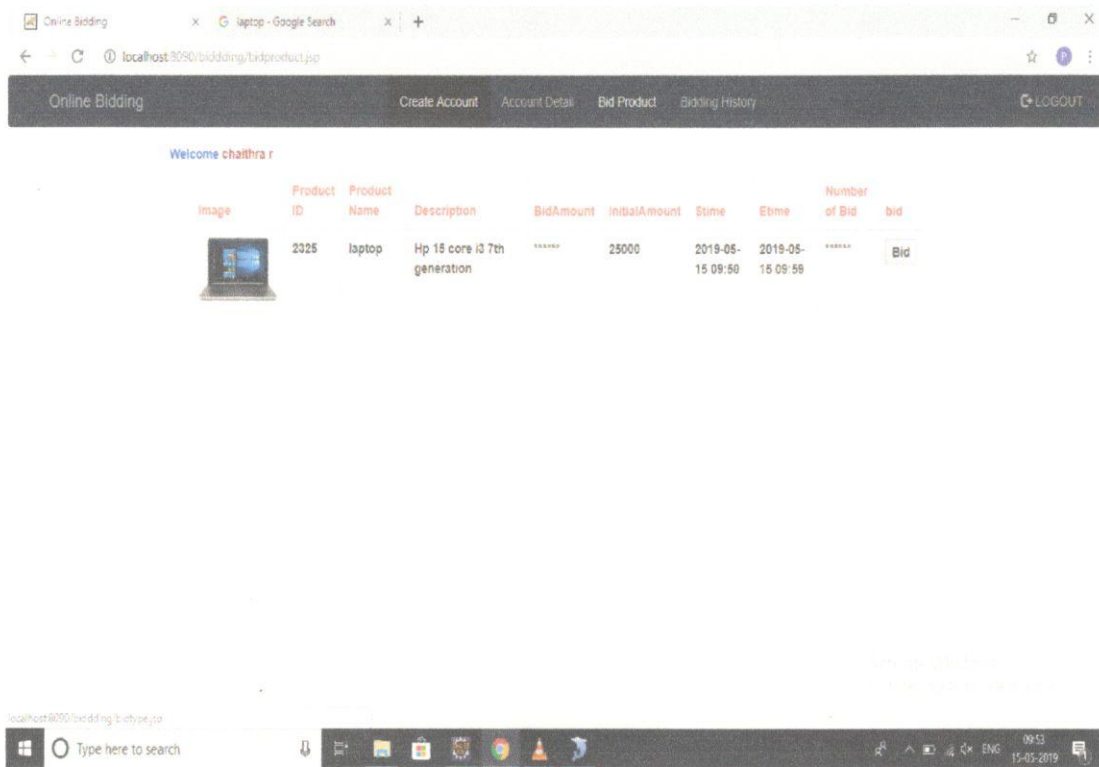 Online Bidding
laptop - Google Search
localhost:8090/biddding/bidproduct.jsp
Online Bidding Create Account Account Detail Bid Product Bidding History LOGOUT
Welcome chaithra r
Image Product ID Product Name Description BidAmount InitialAmount Stime Etime Number of Bid bid
2325 laptop Hp 15 core i3 7th generation ****** 25000 2019-05-15 09:50 2019-05-15 09:59 ****** Bid
Type here to search
ENG
09:53
15-05-2019